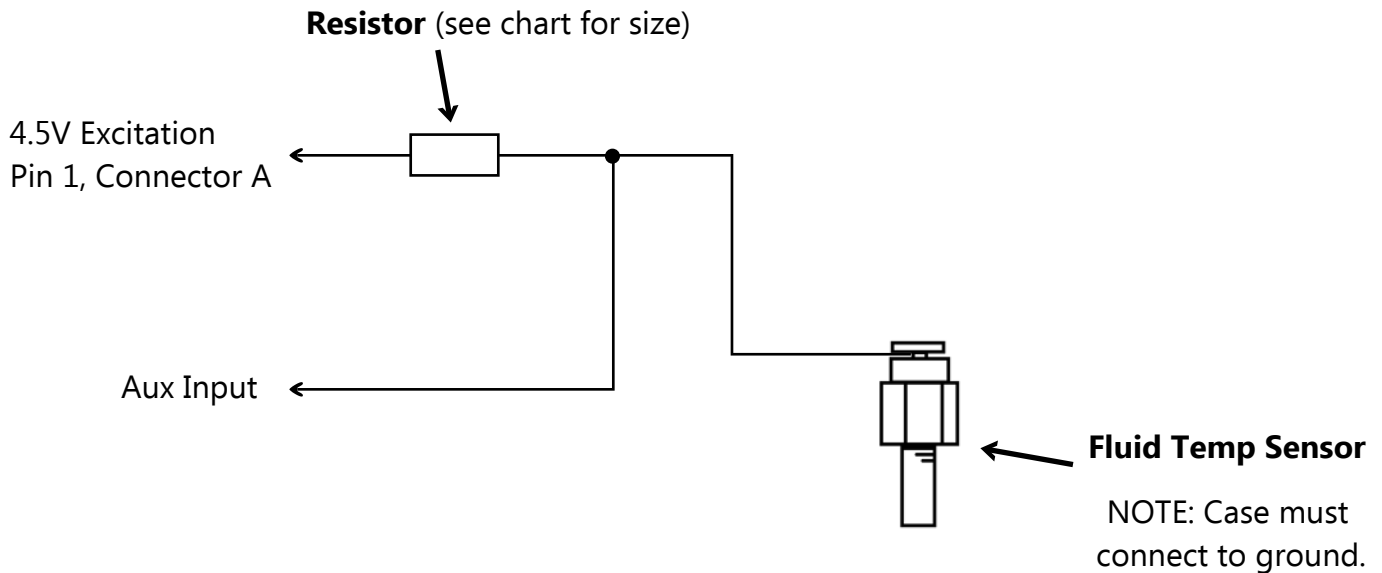 Resistor (see chart for size)
4.5V Excitation
Pin 1, Connector A
Aux Input
Fluid Temp Sensor
NOTE: Case must
connect to ground.